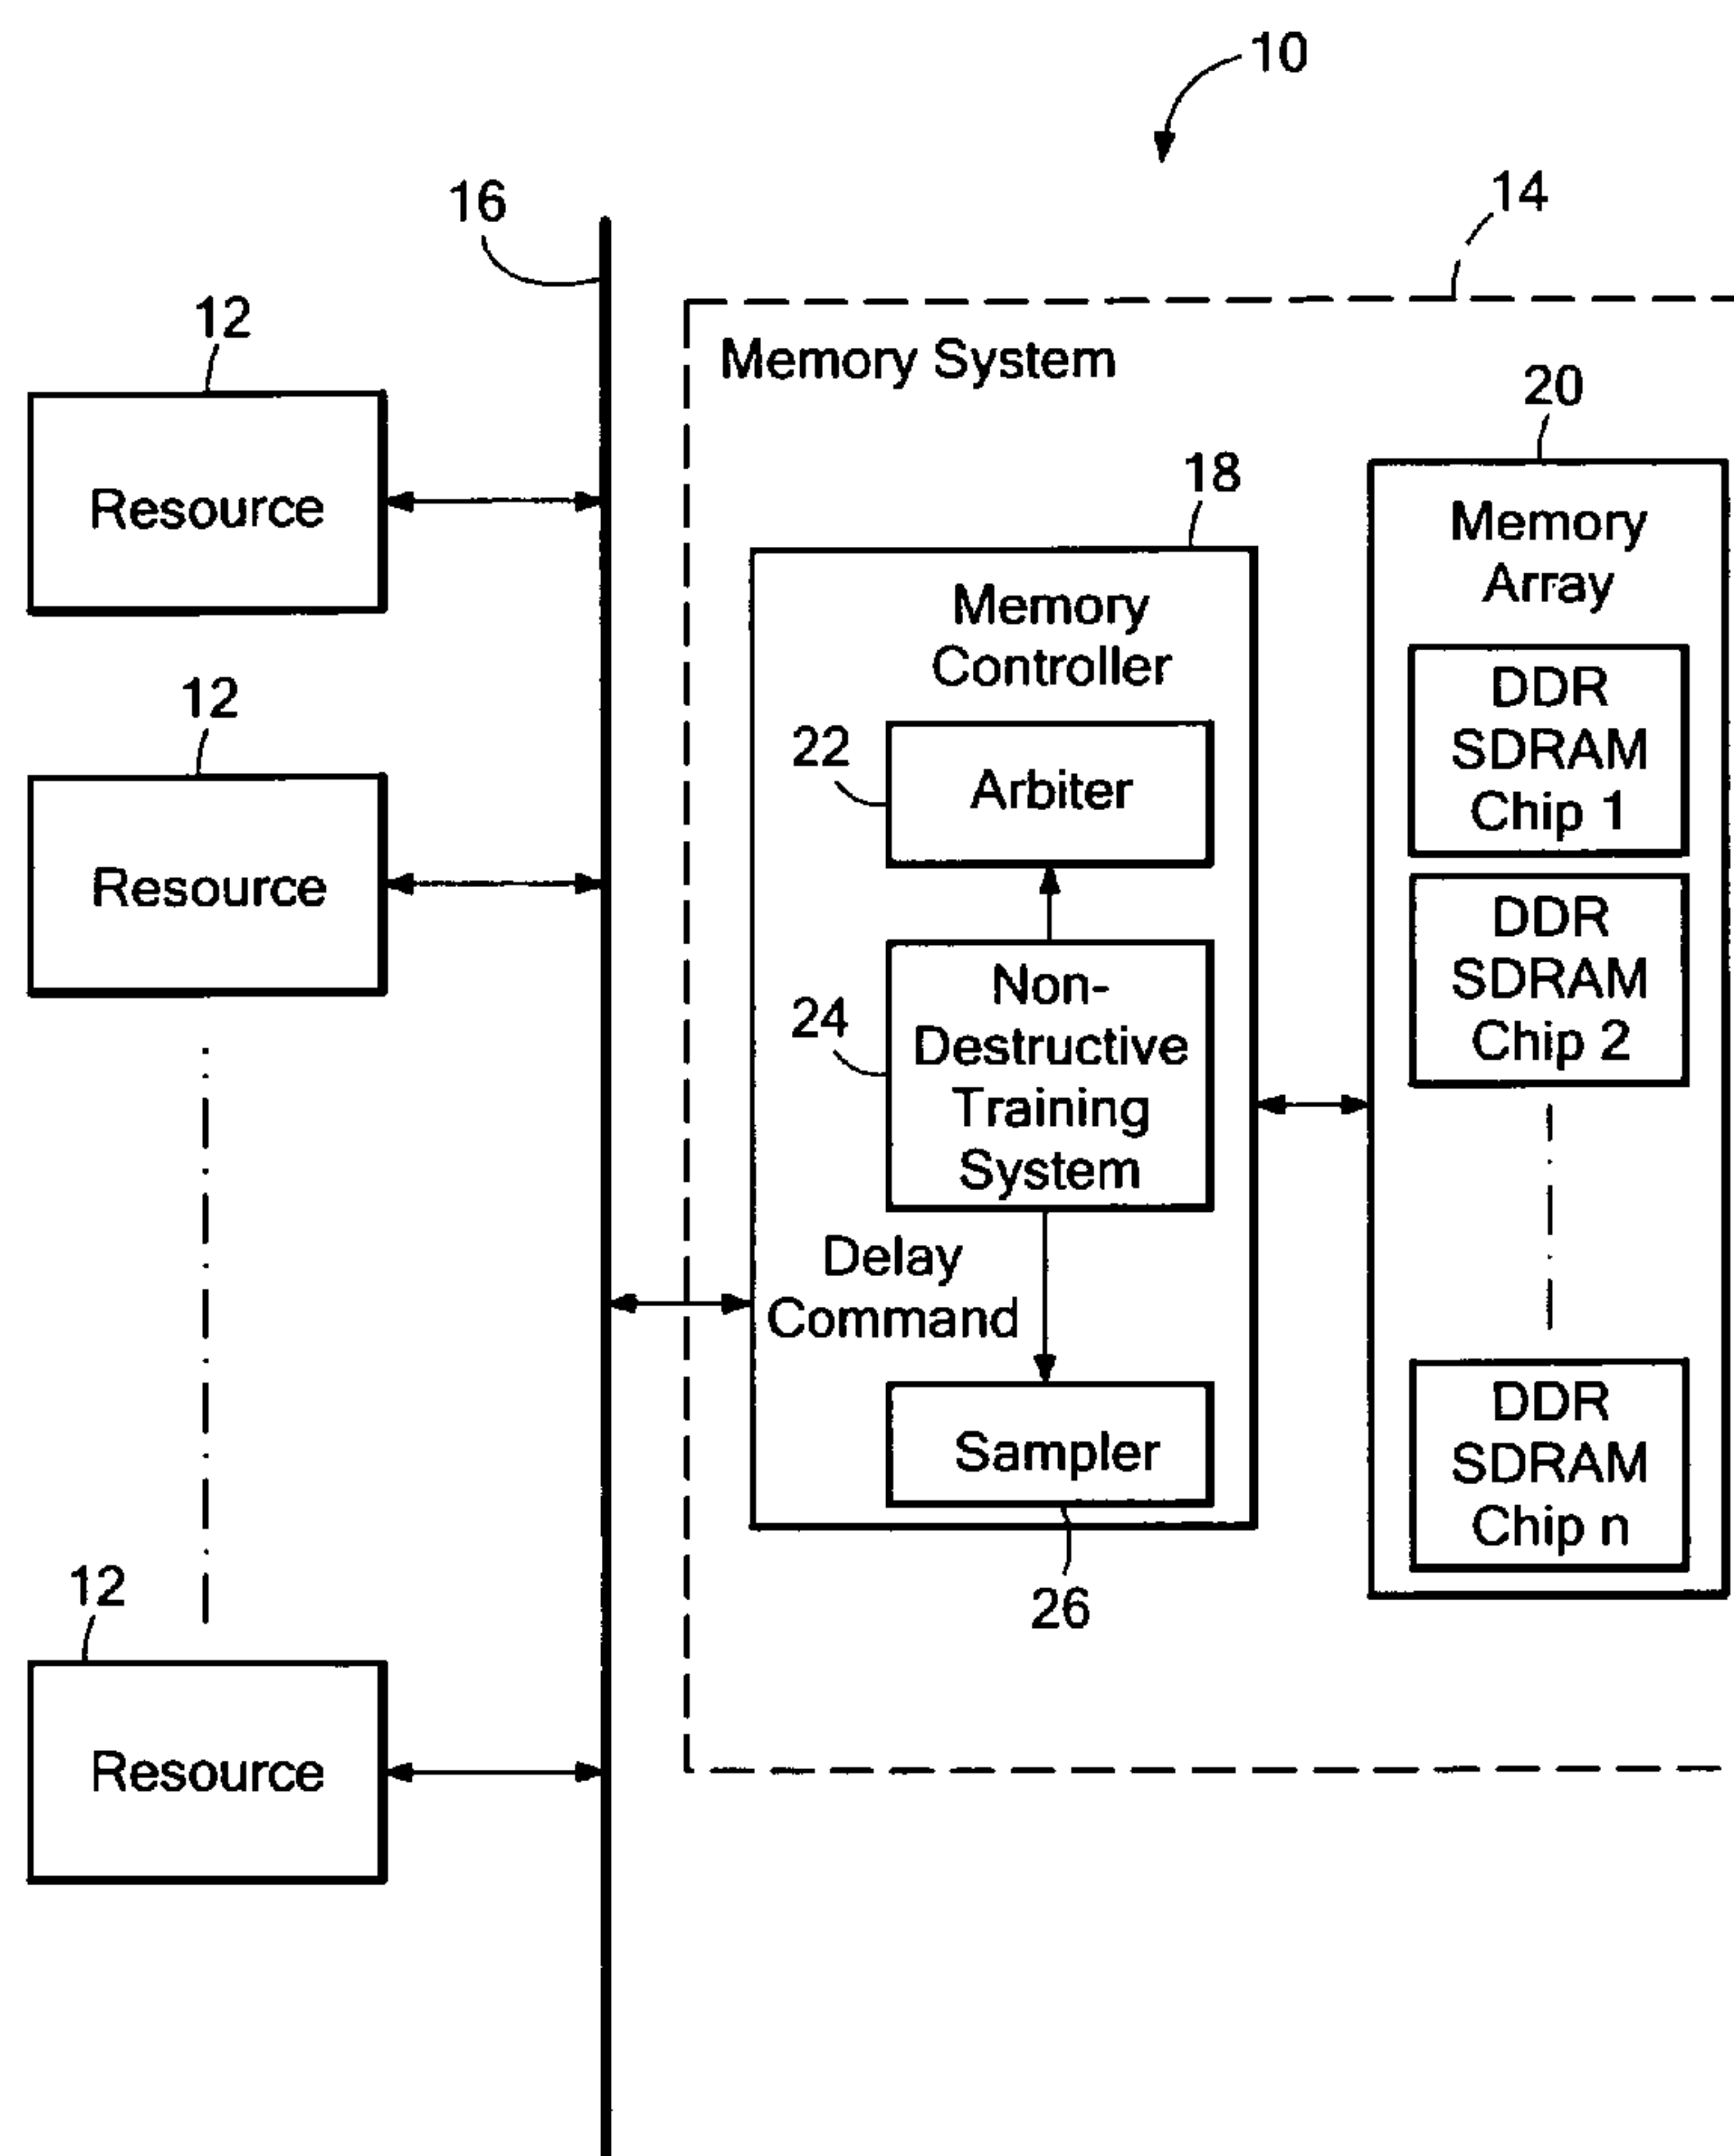 10
16
14
12
Memory System
20
18
Resource
Memory
Array
Memory
Controller
DDR
SDRAM
Chip 1
12
22
Arbiter
Resource
DDR
SDRAM
Chip 2
24
Non-
Destructive
Training
System
Delay
Command
DDR
SDRAM
Chip n
Sampler
12
26
Resource